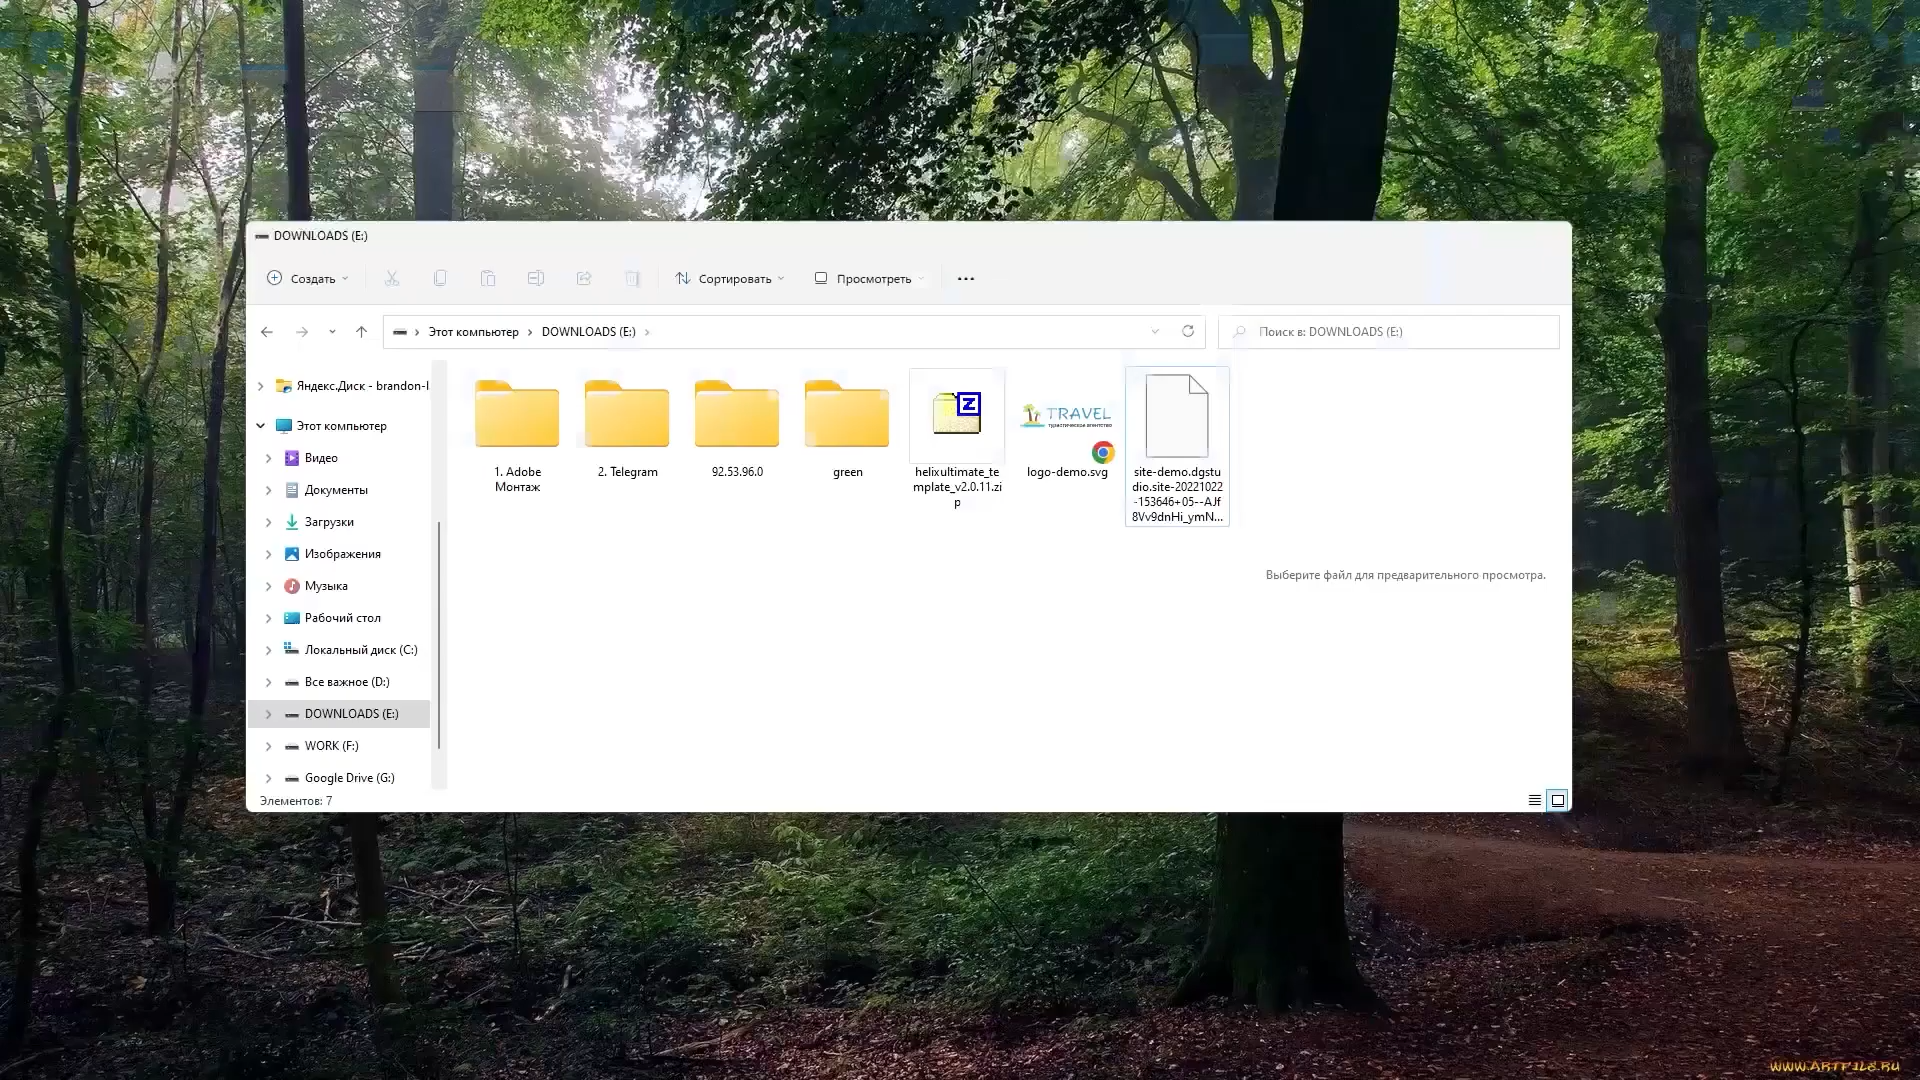 DOWNLOADS (E:)
Создать
Сортировать
Просмотреть
Этот компьютер
DOWNLOADS (E:)
Поиск в: DOWNLOADS (E:)
Яндекс.Диск - brandon-l
Этот компьютер
Видео
Документы
Загрузки
Изображения
Музыка
Рабочий стол
Локальный диск (C:)
Все важное (D:)
DOWNLOADS (E:)
WORK (F:)
Google Drive (G:)
Элементов: 7
1. Adobe
Монтаж
2. Telegram
92.53.96.0
green
Z
helixultimate_te
mplate_v2.0.11.zi
p
TRAVEL
туристическое агентство
logo-demo.svg
site-demo.dgstu
dio.site-20221022
-153646+05--AJf
8Vv9dnHi_ymN...
Выберите файл для предварительного просмотра.
WWW.ARTFILE.RU